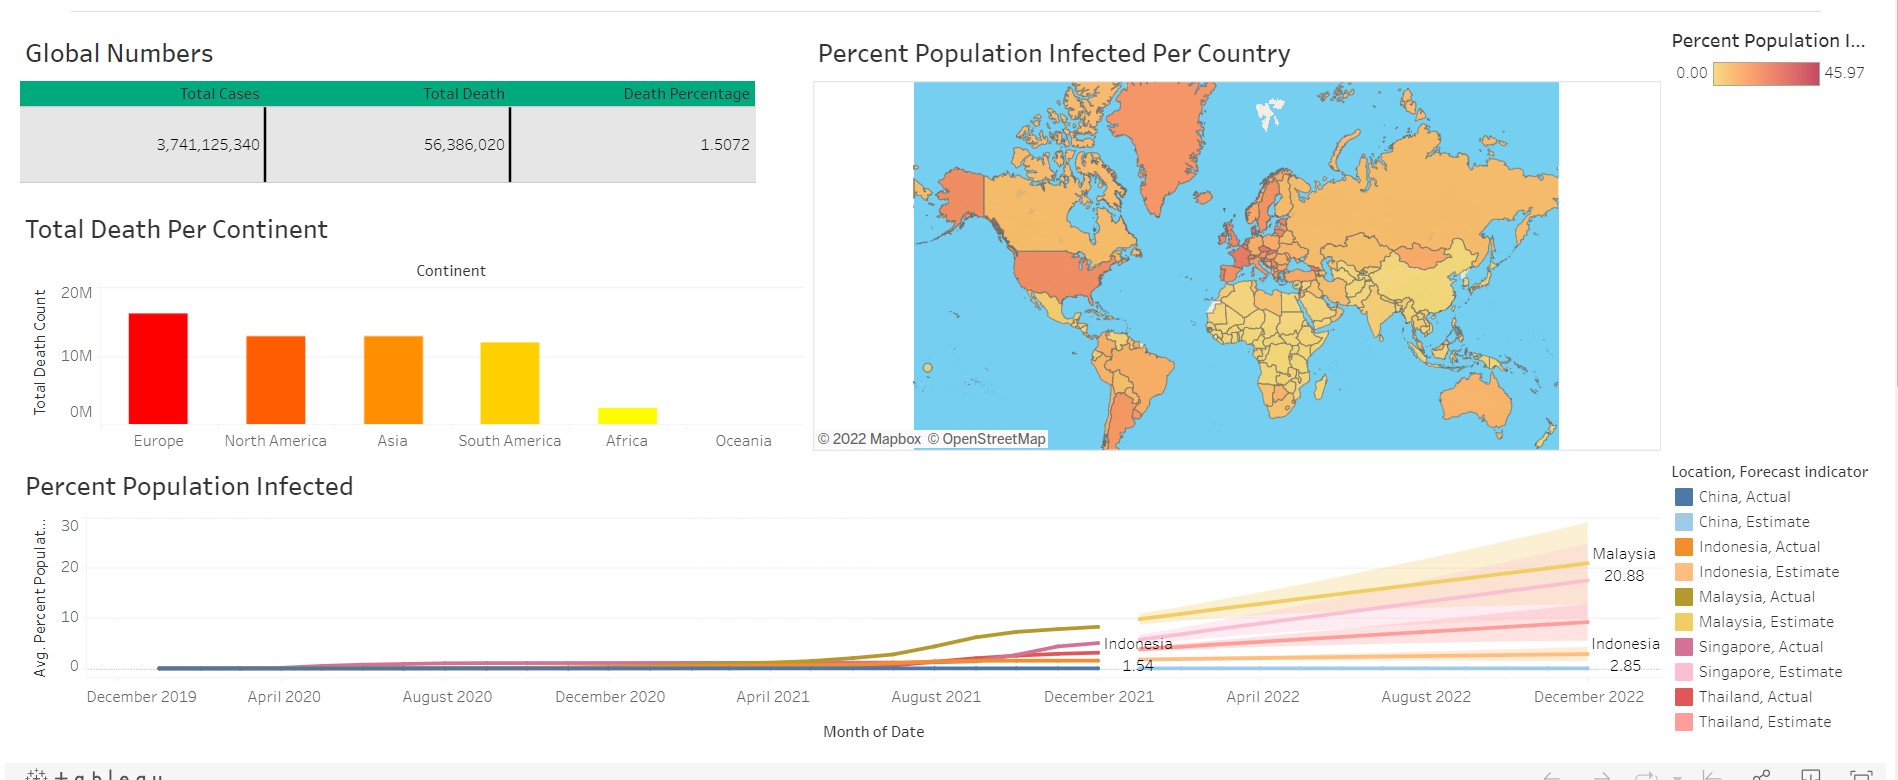 Global Numbers
Total Cases Total Death Death Percentage
3,741,125,340 56,386,020 1.5072
Total Death Per Continent
Continent
Total Death Count
20M
10M
0M
Europe North America Asia South America Africa Oceania
Percent Population Infected Per Country
© 2022 Mapbox © OpenStreetMap
Percent Population I...
0.00 45.97
Percent Population Infected
Avg. Percent Populat...
30
20
10
0
Malaysia
20.88
Indonesia
1.54
Indonesia
2.85
December 2019 April 2020 August 2020 December 2020 April 2021 August 2021 December 2021 April 2022 August 2022 December 2022
Month of Date
Location, Forecast indicator
China, Actual
China, Estimate
Indonesia, Actual
Indonesia, Estimate
Malaysia, Actual
Malaysia, Estimate
Singapore, Actual
Singapore, Estimate
Thailand, Actual
Thailand, Estimate
tableau